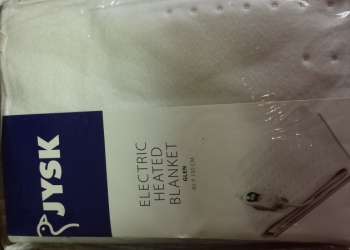 JYSK
ELECTRIC
HEATED
BLANKET
GLEN